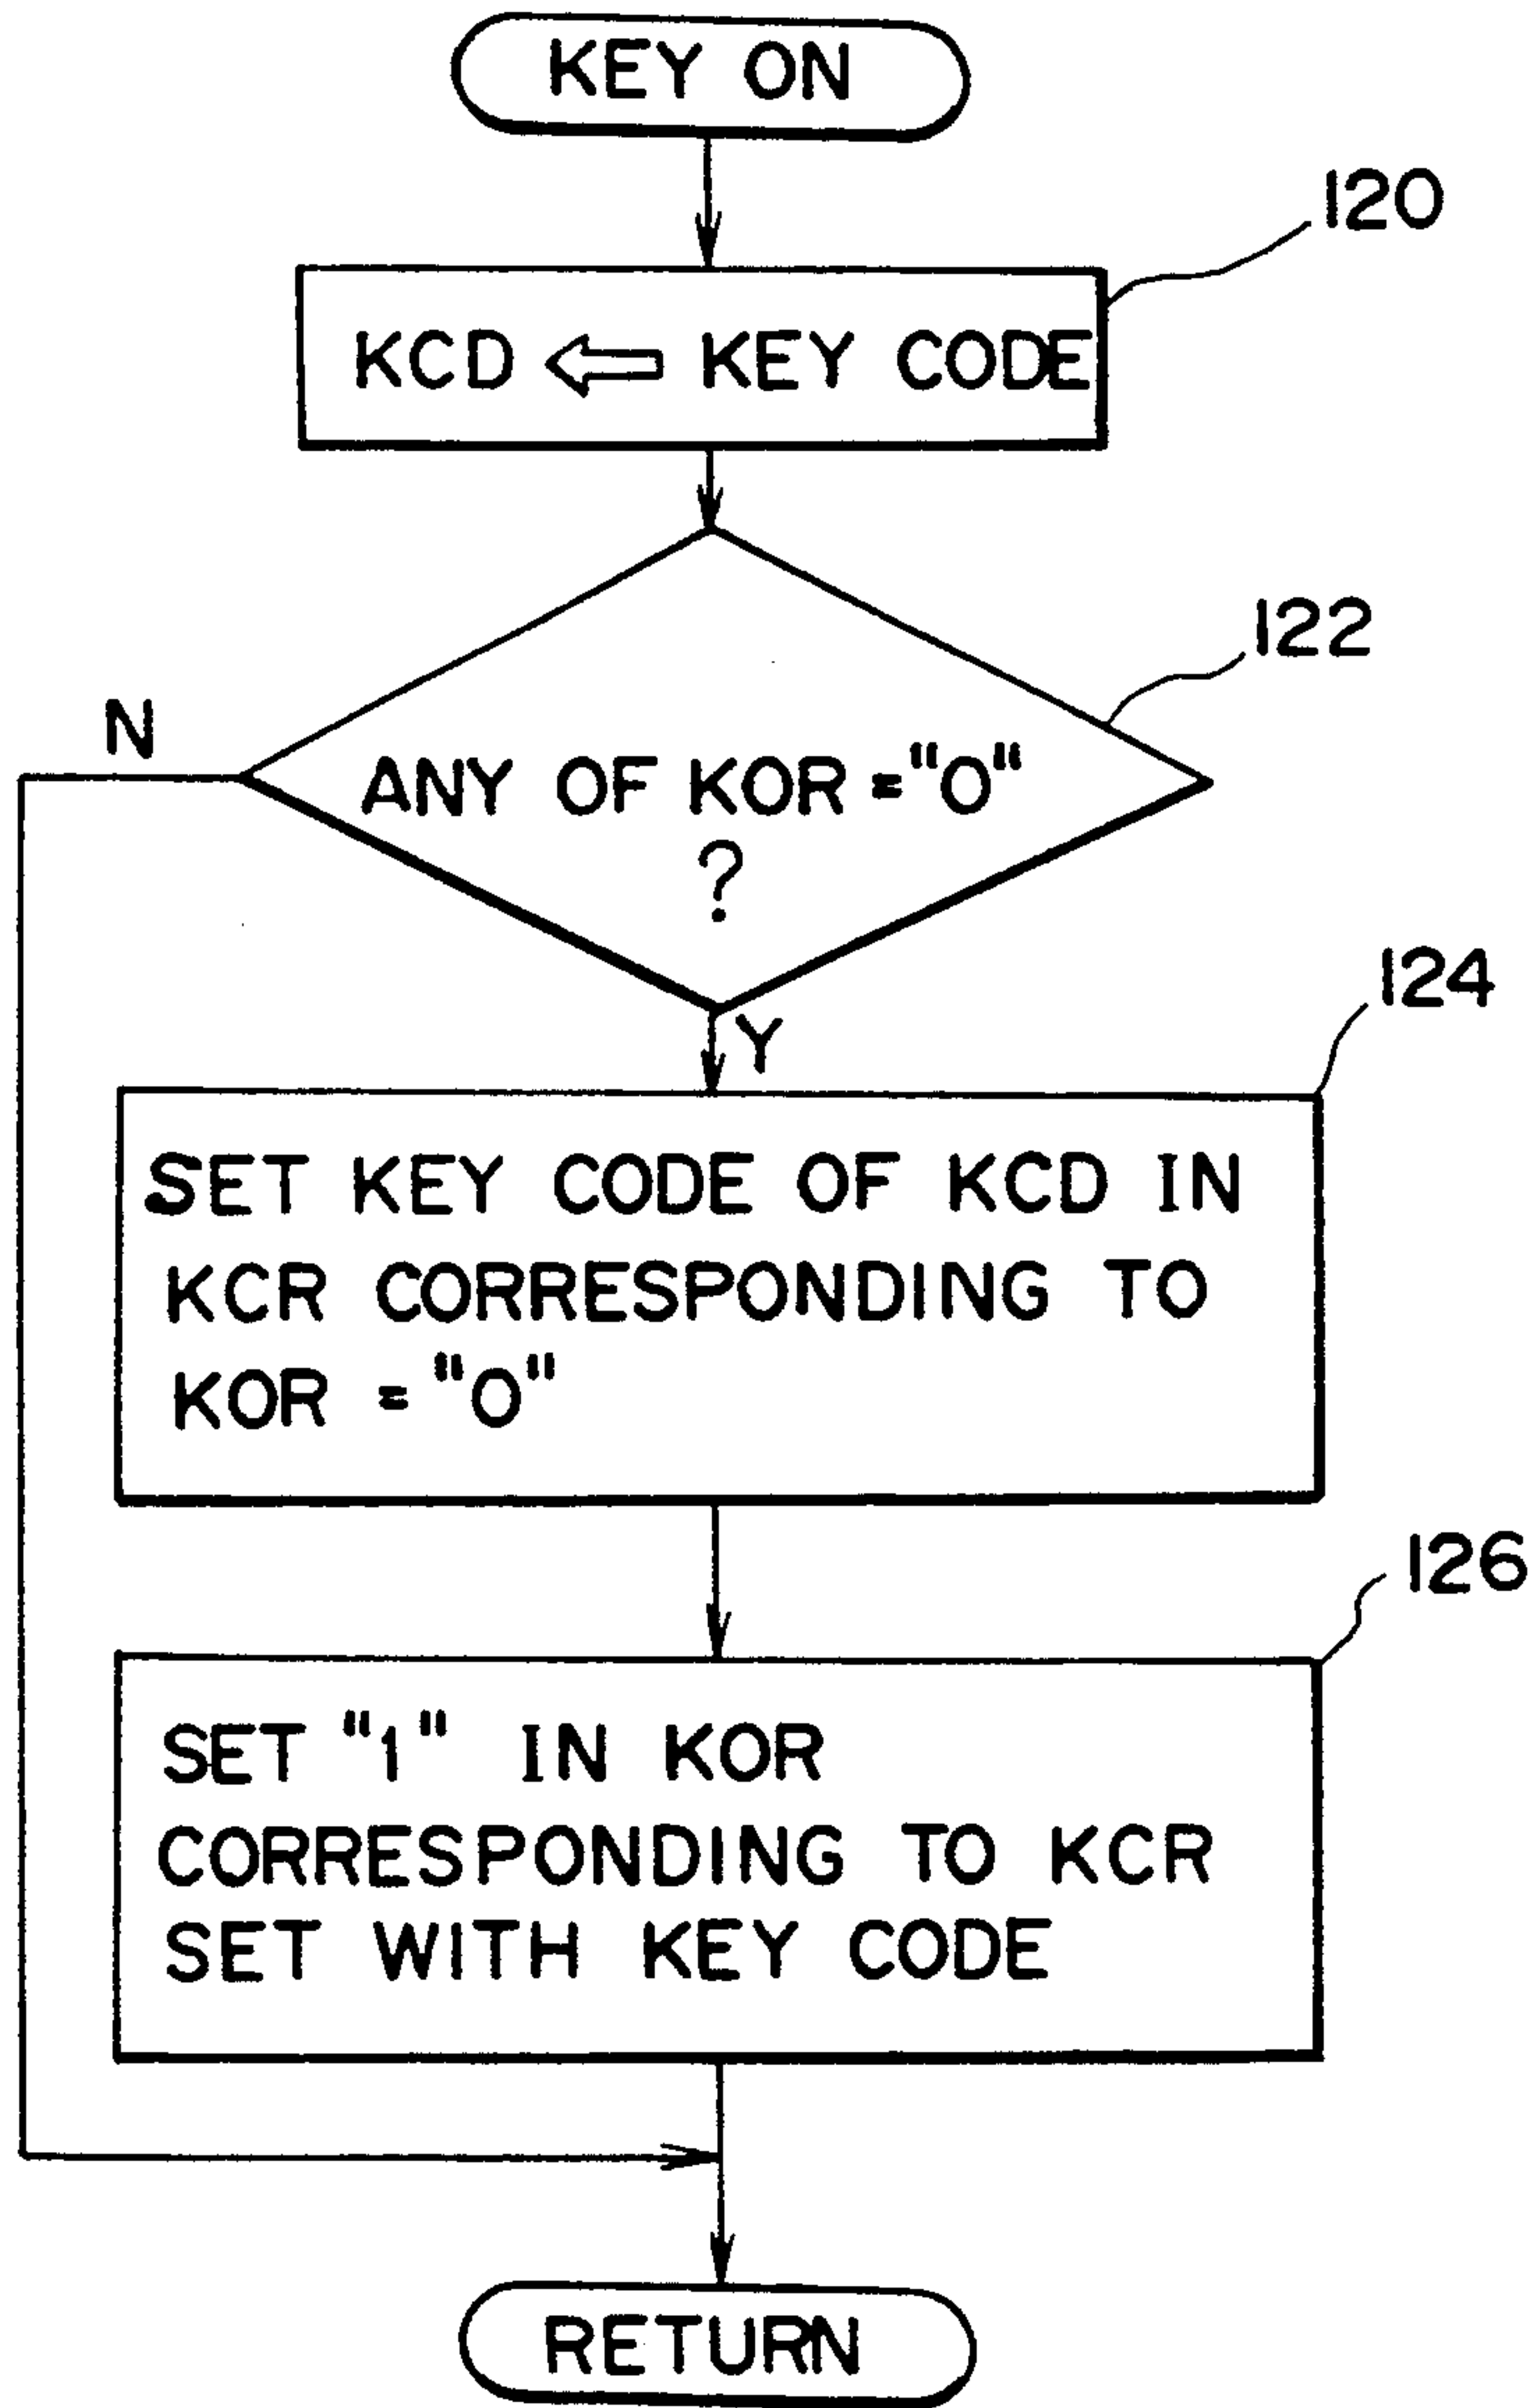 KEY ON
120
KCD ⇦ KEY CODE
122
N
ANY OF KOR = "0"
?
Y
124
SET KEY CODE OF KCD IN
KCR CORRESPONDING TO
KOR = "0"
126
SET "1" IN KOR
CORRESPONDING TO KCR
SET WITH KEY CODE
RETURN